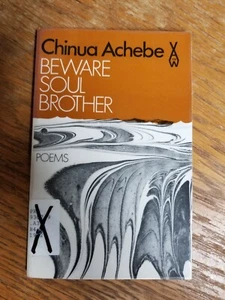 Chinua Achebe
BEWARE
SOUL
BROTHER
POEMS
X